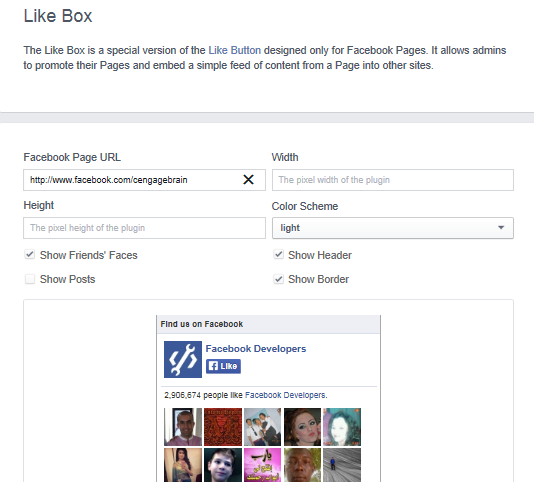 Like Box
The Like Box is a special version of the Like Button designed only for Facebook Pages. It allows admins
to promote their Pages and embed a simple feed of content from a Page into other sites.
Facebook Page URL
Width
http://www.facebook.com/cengagebrain
The pixel width of the plugin
Height
Color Scheme
The pixel height of the plugin
light
Show Friends' Faces
Show Header
Show Posts
Show Border
Find us on Facebook
Facebook Developers
Like
2,906,674 people like Facebook Developers.